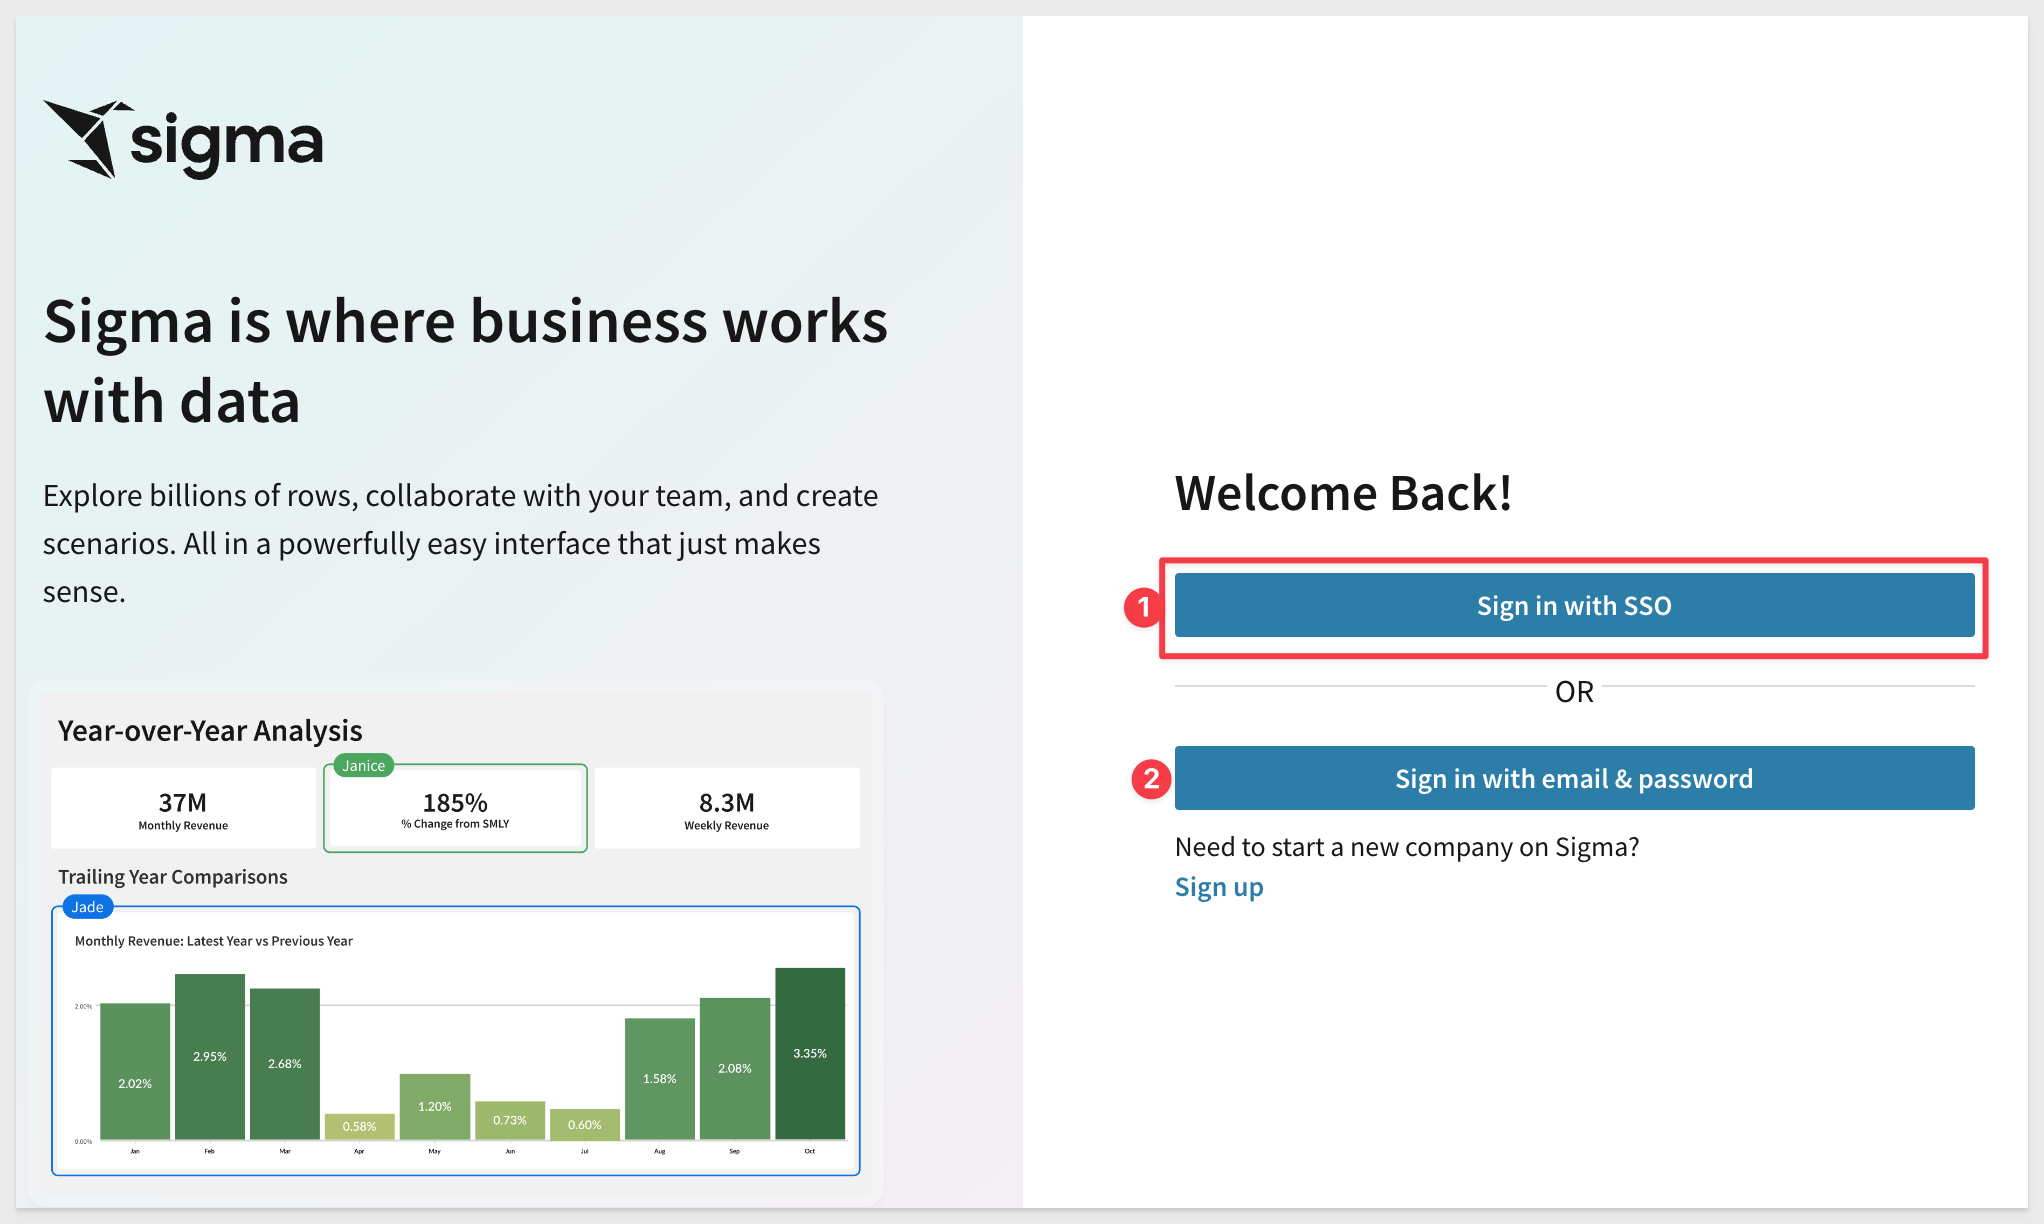 sigma
Sigma is where business works
with data
Explore billions of rows, collaborate with your team, and create
scenarios. All in a powerfully easy interface that just makes
sense.
Year-over-Year Analysis
Janice
37M
Monthly Revenue
185%
% Change from SMLY
8.3M
Weekly Revenue
Trailing Year Comparisons
Jade
Monthly Revenue: Latest Year vs Previous Year
2.00%
0.00%
2.02%
2.95%
2.68%
0.58%
1.20%
0.73%
0.60%
1.58%
2.08%
3.35%
Jan
Feb
Mar
Apr
May
Jun
Jul
Aug
Sep
Oct
Welcome Back!
1
Sign in with SSO
OR
2
Sign in with email & password
Need to start a new company on Sigma?
Sign up